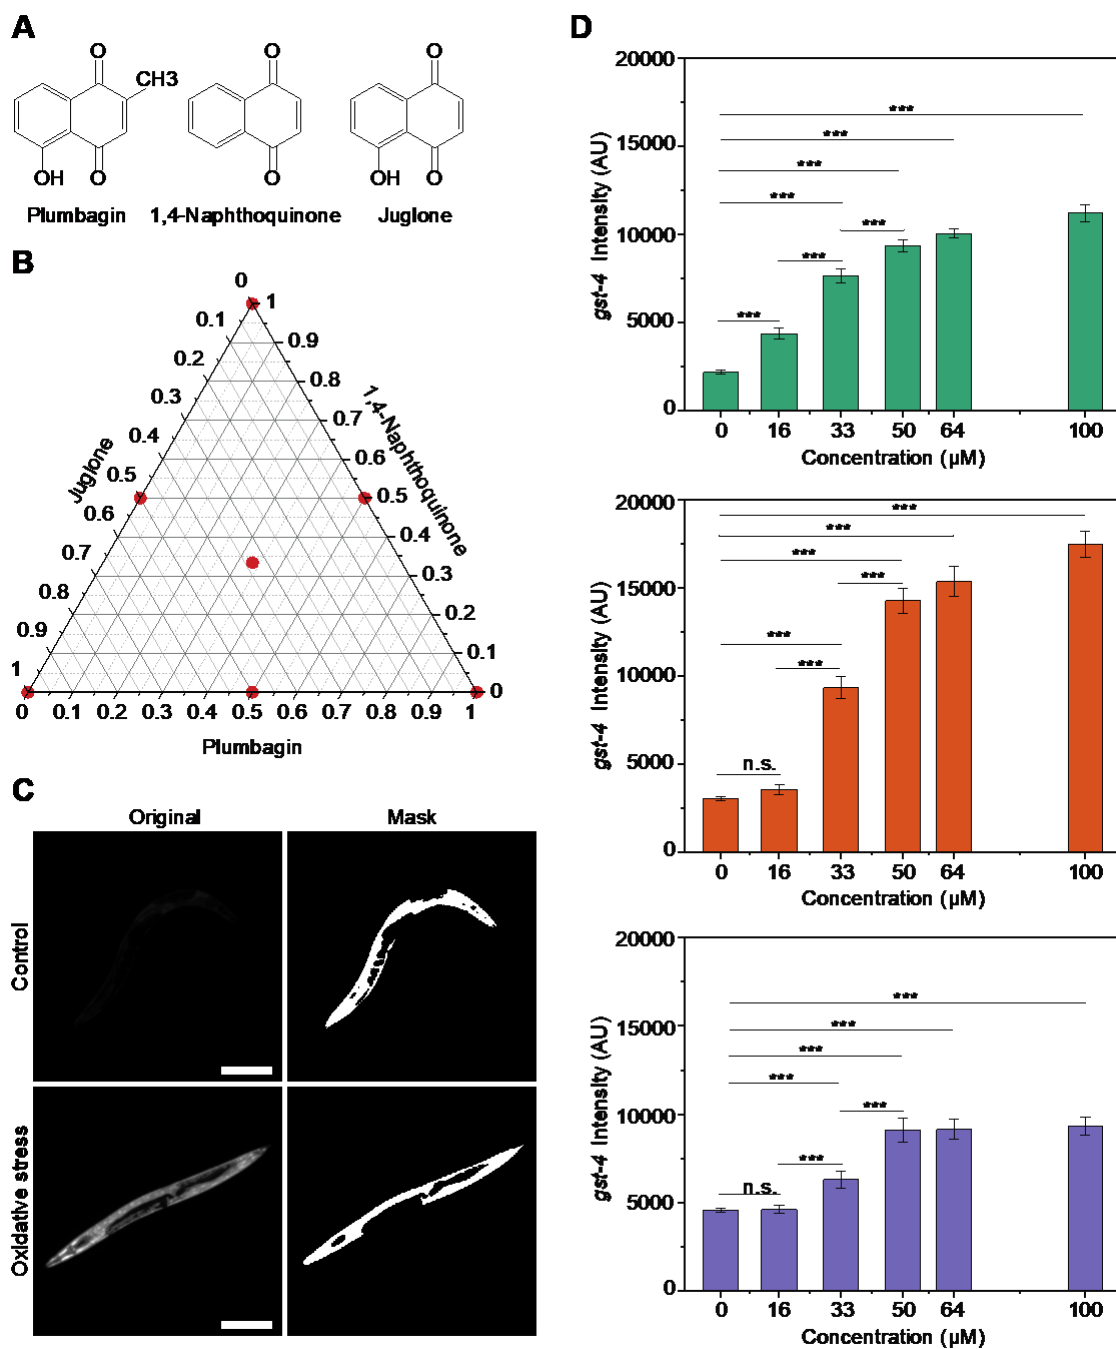 A
O
O
O
CH3
OH
O
O
OH
O
Plumbagin
1,4-Naphthoquinone
Juglone
B
0
1
0.1
0.9
0.2
0.8
0.3
0.7
0.4
0.6
0.5
0.5
0.6
0.4
0.7
0.3
0.8
0.2
0.9
0.1
1
0
Juglone
1,4-Naphthoquinone
0 0.1 0.2 0.3 0.4 0.5 0.6 0.7 0.8 0.9 1
Plumbagin
C
Original
Mask
Control
Oxidative stress
D
20000
15000
10000
5000
0
gst-4 Intensity (AU)
***
***
***
***
***
***
***
0 16 33 50 64 100
Concentration (µM)
20000
15000
10000
5000
0
gst-4 Intensity (AU)
***
***
***
***
***
***
n.s.
0 16 33 50 64 100
Concentration (µM)
20000
15000
10000
5000
0
gst-4 Intensity (AU)
***
***
***
***
***
***
n.s.
0 16 33 50 64 100
Concentration (µM)